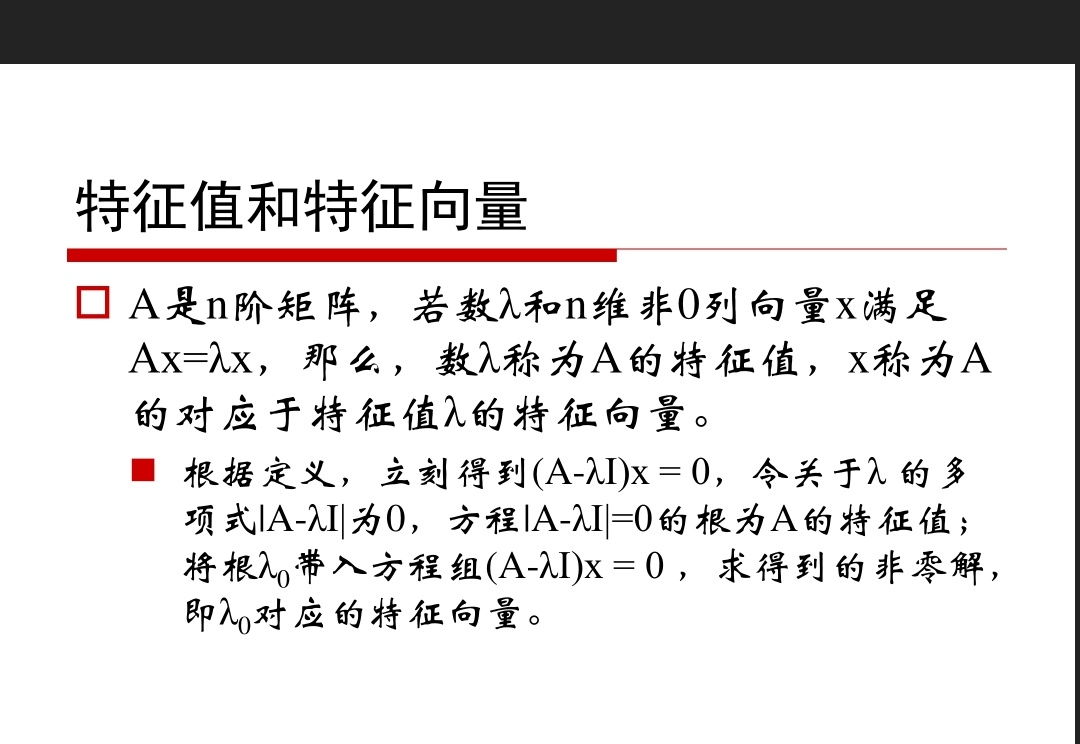 特征值和特征向量
A是n阶矩阵，若数λ和n维非0列向量x满足
Ax=λx，那么，数λ称为A的特征值，x称为A
的对应于特征值λ的特征向量。
根据定义，立刻得到(A-λI)x = 0，令关于λ 的多
项式|A-λI|为0，方程|A-λI|=0的根为A的特征值；
将根λ₀带入方程组(A-λI)x = 0 ，求得到的非零解，
即λ₀对应的特征向量。